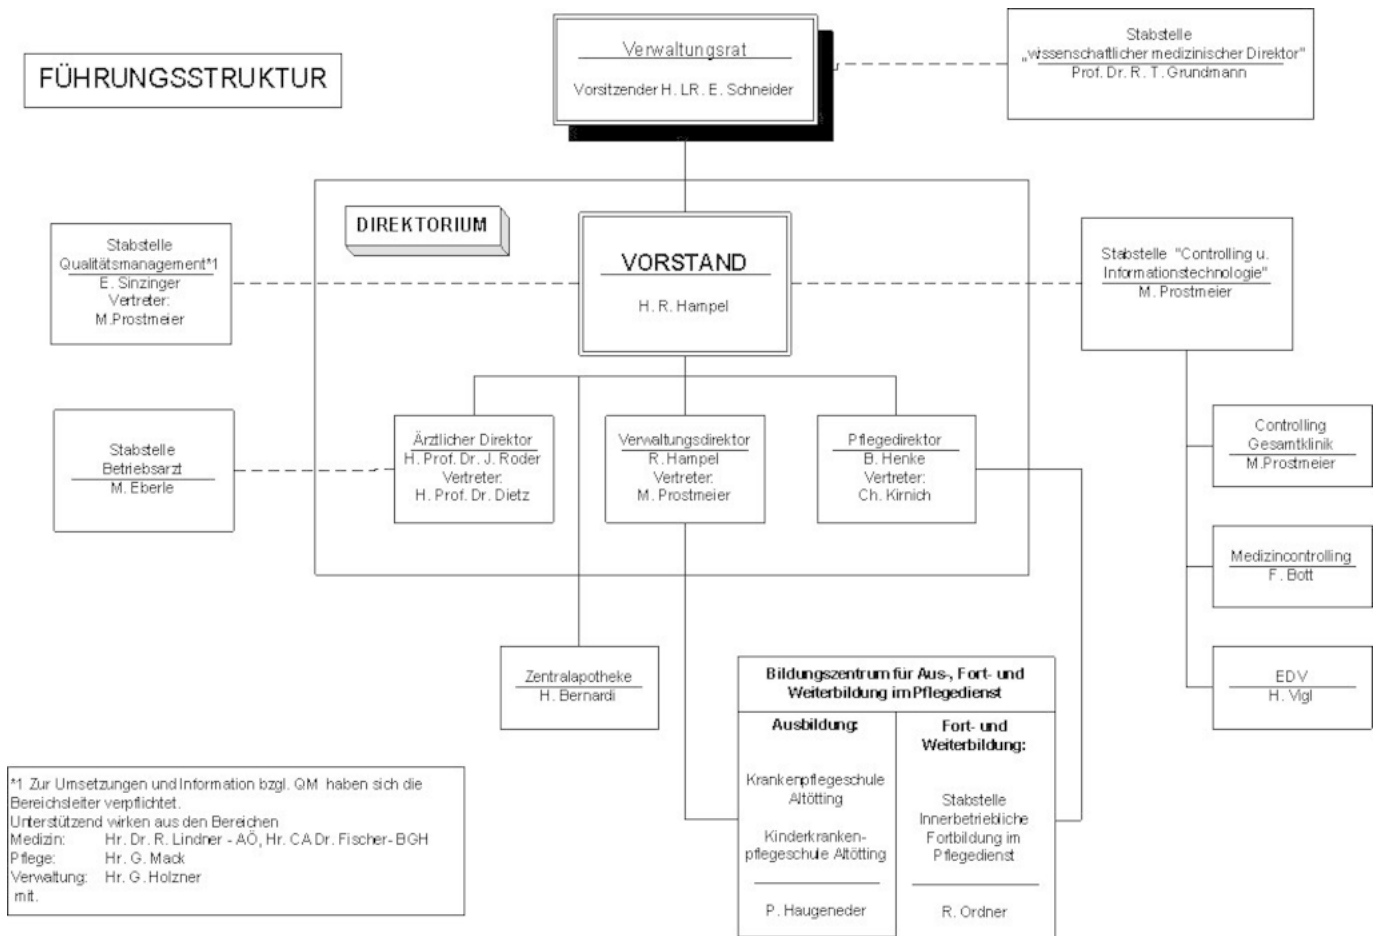 FÜHRUNGSSTRUKTUR
Verwaltungsrat
Vorsitzender H. LR. E. Schneider
Stabstelle
„wissenschaftlicher medizinischer Direktor"
Prof. Dr. R. T. Grundmann
DIREKTORIUM
Stabstelle
Qualitätsmanagement*1
E. Sinzinger
Vertreter:
M.Prostmeier
VORSTAND
H. R. Hampel
Stabstelle "Controlling u.
Informationstechnologie"
M. Prostmeier
Stabstelle
Betriebsarzt
M. Eberle
Ärztlicher Direktor
H. Prof. Dr. J. Roder
Vertreter:
H. Prof. Dr. Dietz
Verwaltungsdirektor
R. Hampel
Vertreter:
M. Prostmeier
Pflegedirektor
B. Henke
Vertreter:
Ch. Kirnich
Controlling
Gesamtklinik
M.Prostmeier
Medizincontrolling
F. Bott
EDV
H. Vigl
Zentralapotheke
H. Bernardi
Bildungszentrum für Aus-, Fort- und
Weiterbildung im Pflegedienst
Ausbildung:
Krankenpflegeschule
Altötting
Kinderkranken-
pflegeschule Altötting
P. Haugeneder
Fort- und
Weiterbildung:
Stabstelle
Innerbetriebliche
Fortbildung im
Pflegedienst
R. Ordner
*1 Zur Umsetzungen und Information bzgl. QM haben sich die
Bereichsleiter verpflichtet.
Unterstützend wirken aus den Bereichen
Medizin: Hr. Dr. R. Lindner - AÖ, Hr. CA Dr. Fischer- BGH
Pflege: Hr. G. Mack
Verwaltung: Hr. G. Holzner
mit.